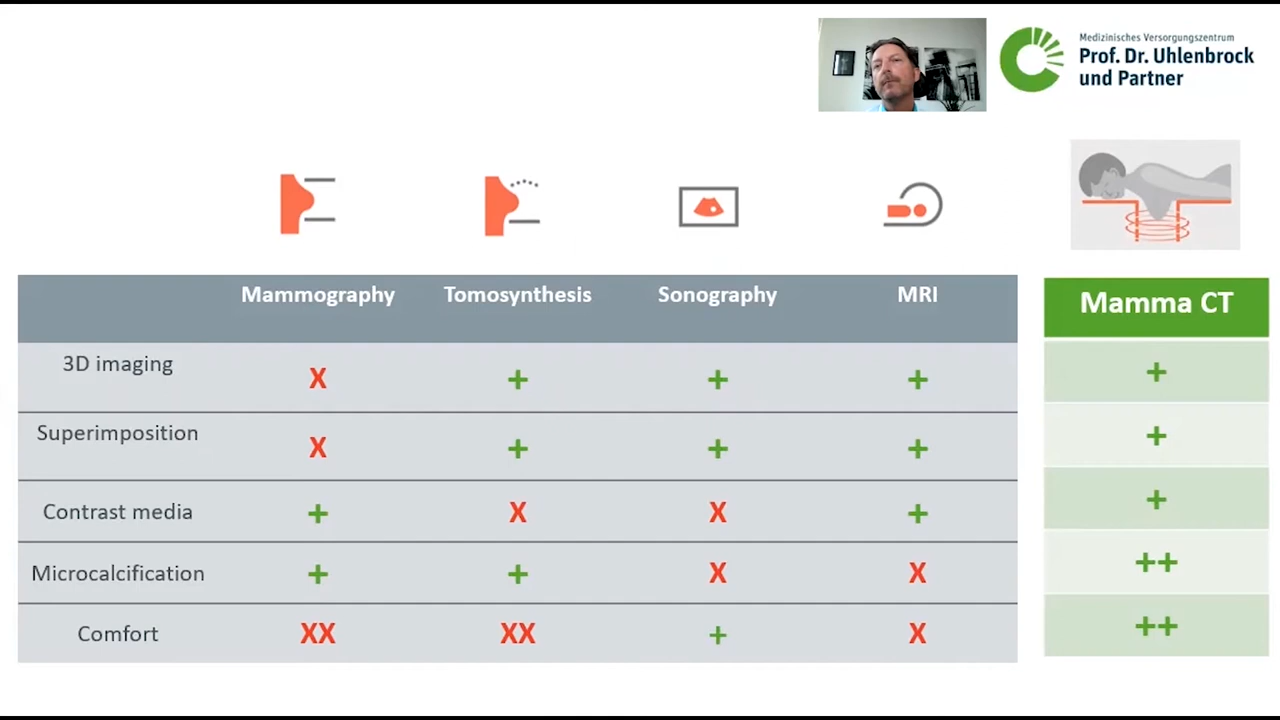 Medizinisches Versorgungszentrum
Prof. Dr. Uhlenbrock
und Partner
Mammography Tomosynthesis Sonography MRI Mamma CT
3D imaging X + + + +
Superimposition X + + + +
Contrast media + X X + +
Microcalcification + + X X ++
Comfort XX XX + X ++